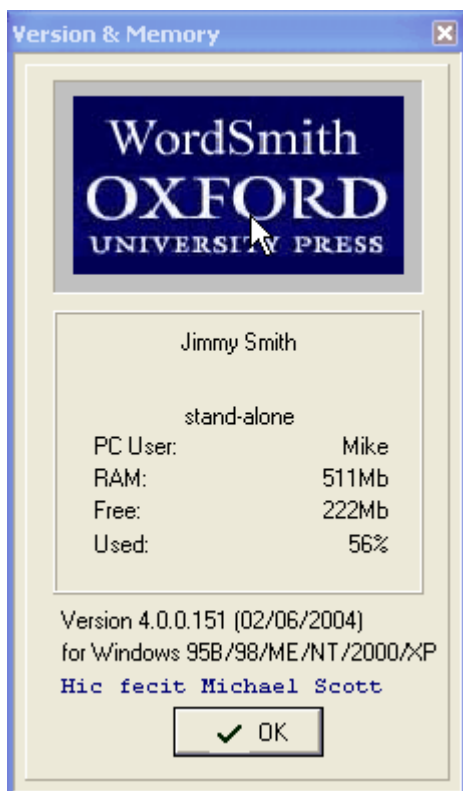 Version & Memory
WordSmith
OXFORD
UNIVERSITY PRESS
Jimmy Smith
stand-alone
PC User: Mike
RAM: 511Mb
Free: 222Mb
Used: 56%
Version 4.0.0.151 (02/06/2004)
for Windows 95B/98/ME/NT/2000/XP
Hic fecit Michael Scott
OK